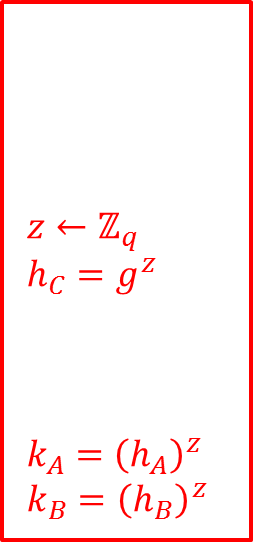 z ← ℤ_q
h_C = g^z
k_A = (h_A)^z
k_B = (h_B)^z